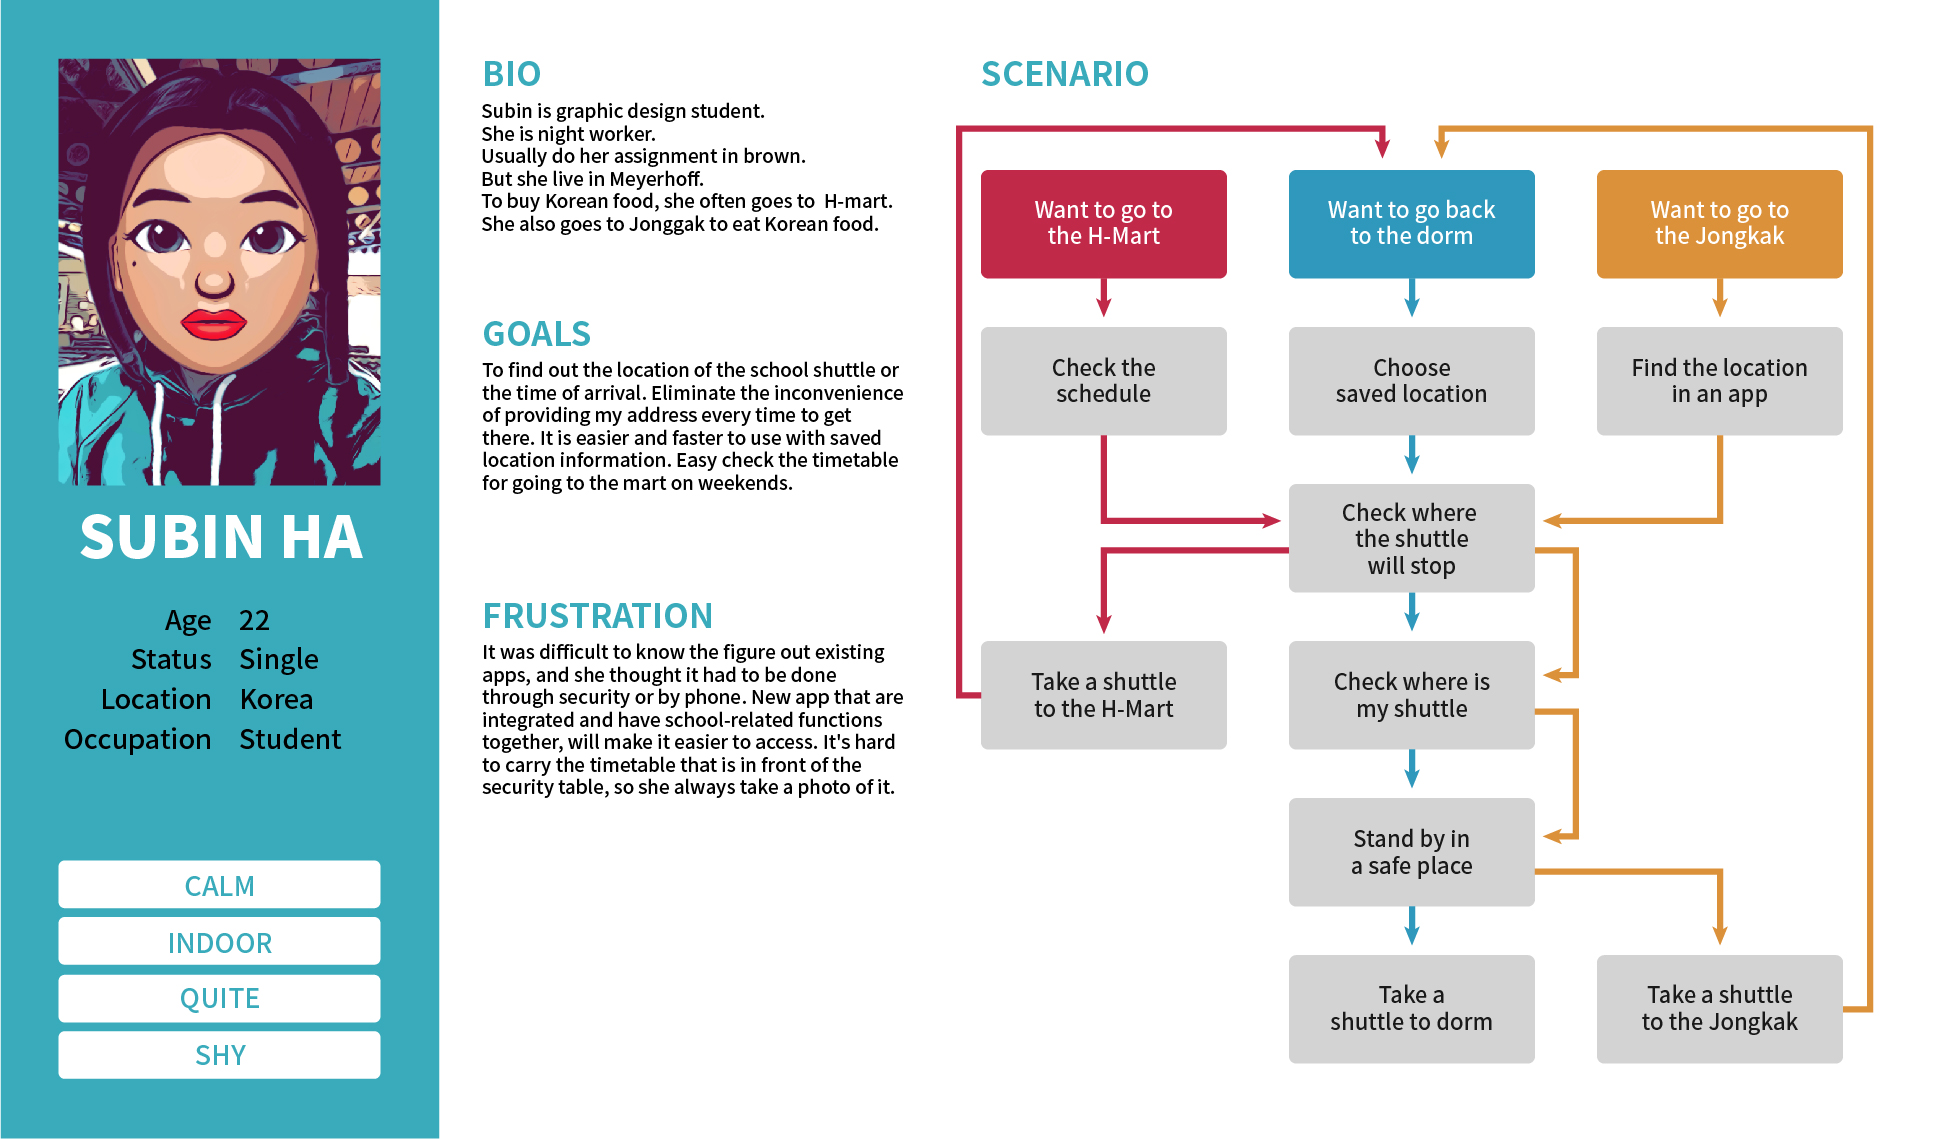 SUBIN HA
Age 22
Status Single
Location Korea
Occupation Student
CALM
INDOOR
QUITE
SHY
BIO
Subin is graphic design student.
She is night worker.
Usually do her assignment in brown.
But she live in Meyerhoff.
To buy Korean food, she often goes to  H-mart.
She also goes to Jonggak to eat Korean food.
GOALS
To find out the location of the school shuttle or
the time of arrival. Eliminate the inconvenience
of providing my address every time to get
there. It is easier and faster to use with saved
location information. Easy check the timetable
for going to the mart on weekends.
FRUSTRATION
It was difficult to know the figure out existing
apps, and she thought it had to be done
through security or by phone. New app that are
integrated and have school-related functions
together, will make it easier to access. It's hard
to carry the timetable that is in front of the
security table, so she always take a photo of it.
SCENARIO
Want to go to
the H-Mart
Want to go back
to the dorm
Want to go to
the Jongkak
Check the
schedule
Choose
saved location
Find the location
in an app
Check where
the shuttle
will stop
Take a shuttle
to the H-Mart
Check where is
my shuttle
Stand by in
a safe place
Take a
shuttle to dorm
Take a shuttle
to the Jongkak